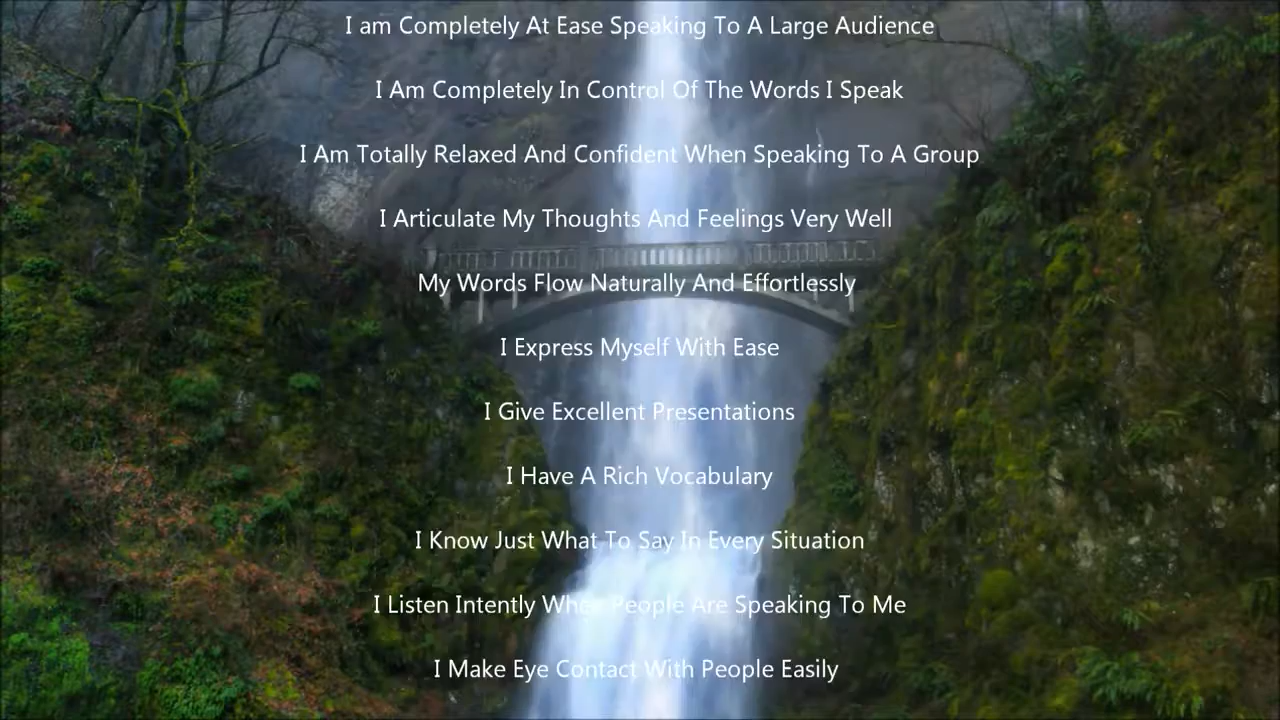 I am Completely At Ease Speaking To A Large Audience
I Am Completely In Control Of The Words I Speak
I Am Totally Relaxed And Confident When Speaking To A Group
I Articulate My Thoughts And Feelings Very Well
My Words Flow Naturally And Effortlessly
I Express Myself With Ease
I Give Excellent Presentations
I Have A Rich Vocabulary
I Know Just What To Say In Every Situation
I Listen Intently When People Are Speaking To Me
I Make Eye Contact With People Easily